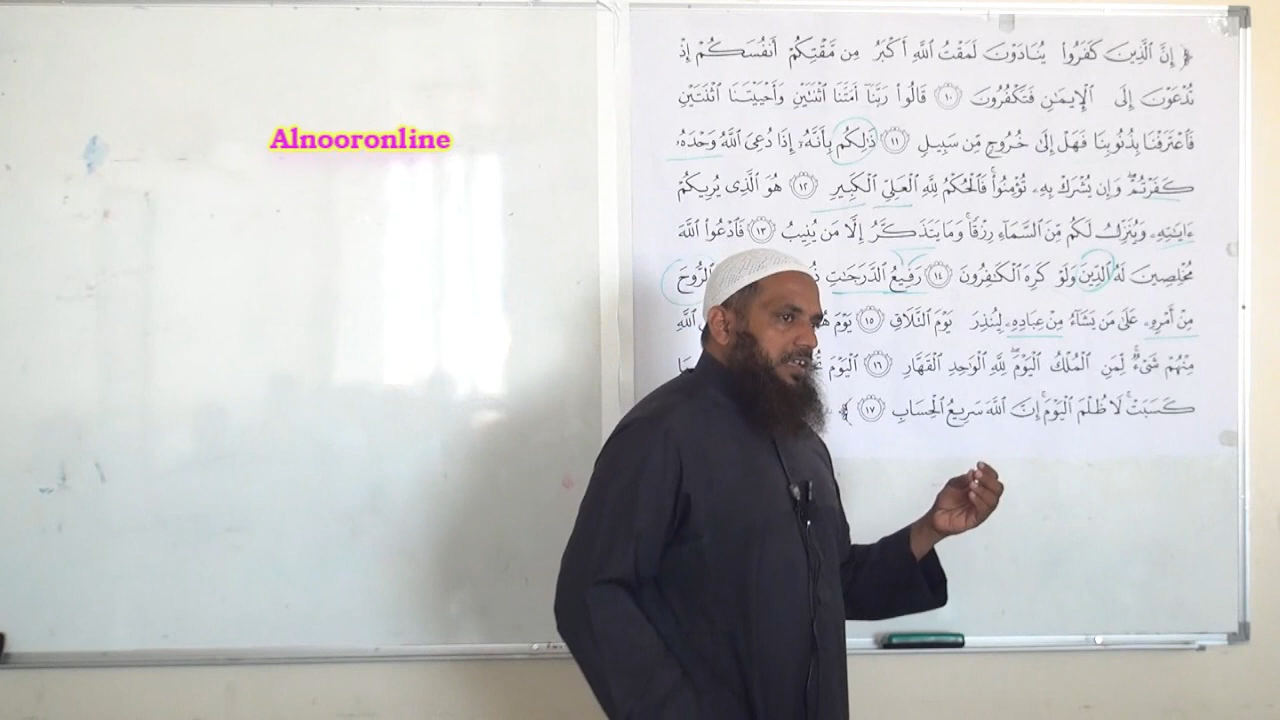 Alnooronline
﴿ إِنَّ ٱلَّذِينَ كَفَرُوا۟ يُنَادَوْنَ لَمَقْتُ ٱللَّهِ أَكْبَرُ مِن مَّقْتِكُمْ أَنفُسَكُمْ إِذْ
تُدْعَوْنَ إِلَى ٱلْإِيمَٰنِ فَتَكْفُرُونَ ١٠ قَالُوا۟ رَبَّنَآ أَمَتَّنَا ٱثْنَتَيْنِ وَأَحْيَيْتَنَا ٱثْنَتَيْنِ
فَٱعْتَرَفْنَا بِذُنُوبِنَا فَهَلْ إِلَىٰ خُرُوجٍ مِّن سَبِيلٍ ١١ ذَٰلِكُم بِأَنَّهُۥٓ إِذَا دُعِىَ ٱللَّهُ وَحْدَهُۥ
كَفَرْتُمْ ۖ وَإِن يُشْرَكْ بِهِۦ تُؤْمِنُوا۟ ۚ فَٱلْحُكْمُ لِلَّهِ ٱلْعَلِىِّ ٱلْكَبِيرِ ١٢ هُوَ ٱلَّذِى يُرِيكُمْ
ءَايَٰتِهِۦ وَيُنَزِّلُ لَكُم مِّنَ ٱلسَّمَآءِ رِزْقًا ۚ وَمَا يَتَذَكَّرُ إِلَّا مَن يُنِيبُ ١٣ فَٱدْعُوا۟ ٱللَّهَ
مُخْلِصِينَ لَهُ ٱلدِّينَ وَلَوْ كَرِهَ ٱلْكَٰفِرُونَ ١٤ رَفِيعُ ٱلدَّرَجَٰتِ ٱلرُّوحَ
مِنْ أَمْرِهِۦ عَلَىٰ مَن يَشَآءُ مِنْ عِبَادِهِۦ لِيُنذِرَ يَوْمَ ٱلتَّلَاقِ ١٥ يَوْمَ ٱللَّهِ
مِنْهُمْ شَىْءٌ ۚ لِّمَنِ ٱلْمُلْكُ ٱلْيَوْمَ ۖ لِلَّهِ ٱلْوَٰحِدِ ٱلْقَهَّارِ ١٦ ٱلْيَوْمَ
كَسَبَتْ ۚ لَا ظُلْمَ ٱلْيَوْمَ ۚ إِنَّ ٱللَّهَ سَرِيعُ ٱلْحِسَابِ ١٧ ﴾